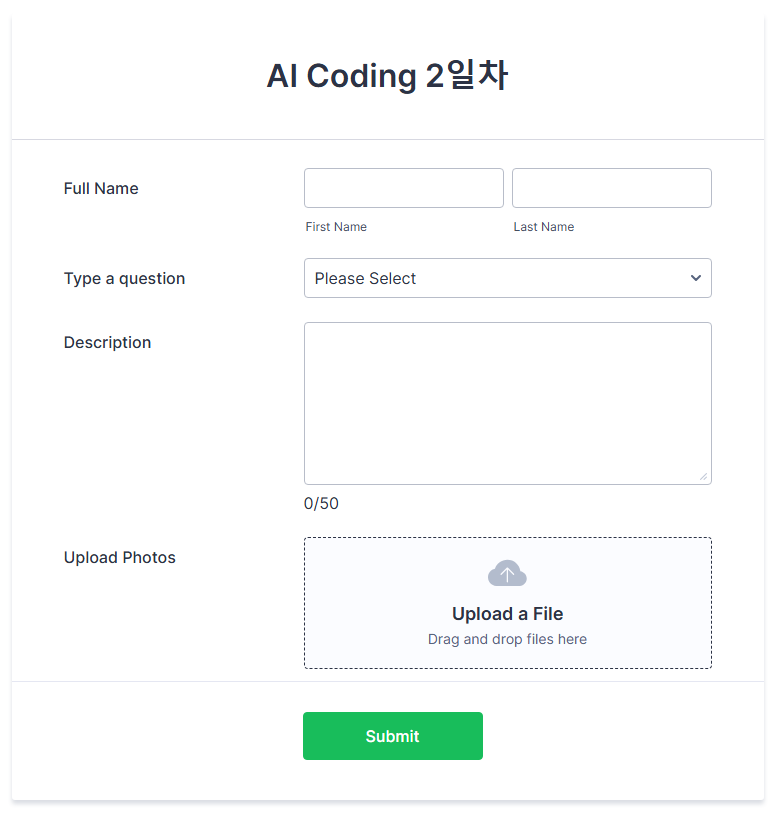 AI Coding 2일차
Full Name
First Name Last Name
Type a question Please Select
Description
0/50
Upload Photos
Upload a File
Drag and drop files here
Submit